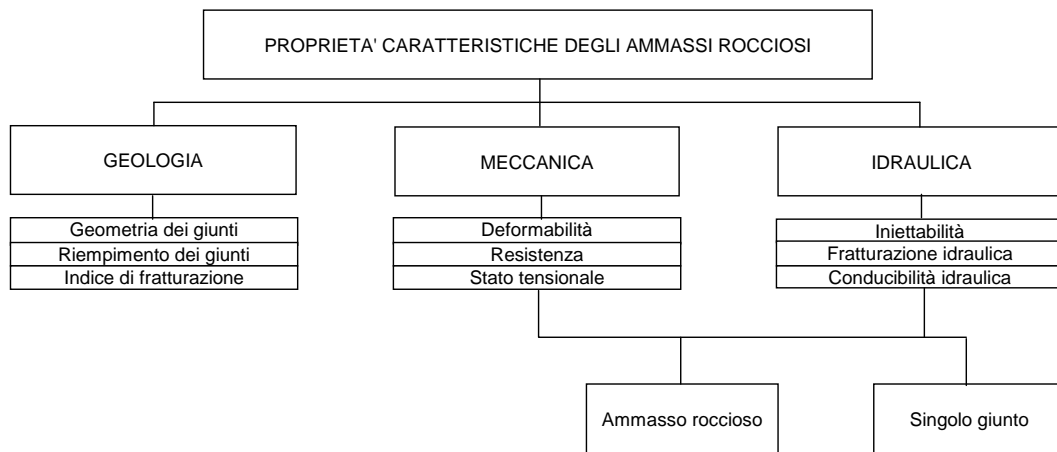 PROPRIETA' CARATTERISTICHE DEGLI AMMASSI ROCCIOSI
GEOLOGIA
MECCANICA
IDRAULICA
Geometria dei giunti
Riempimento dei giunti
Indice di fratturazione
Deformabilità
Resistenza
Stato tensionale
Iniettabilità
Fratturazione idraulica
Conducibilità idraulica
Ammasso roccioso
Singolo giunto